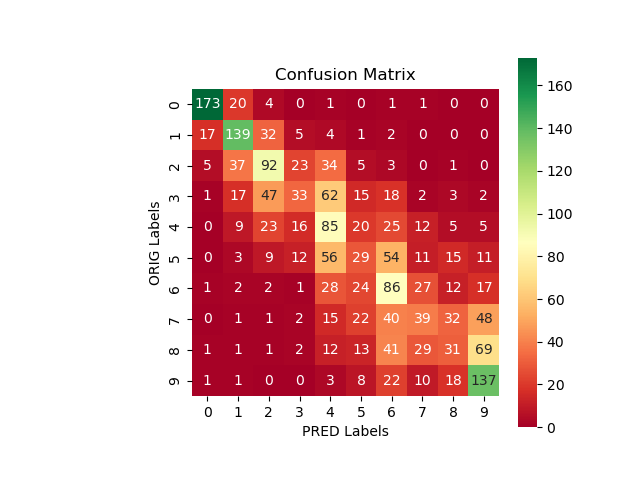 Confusion Matrix
ORIG Labels
0 173 20 4 0 1 0 1 1 0 0
1 17 139 32 5 4 1 2 0 0 0
2 5 37 92 23 34 5 3 0 1 0
3 1 17 47 33 62 15 18 2 3 2
4 0 9 23 16 85 20 25 12 5 5
5 0 3 9 12 56 29 54 11 15 11
6 1 2 2 1 28 24 86 27 12 17
7 0 1 1 2 15 22 40 39 32 48
8 1 1 1 2 12 13 41 29 31 69
9 1 1 0 0 3 8 22 10 18 137
0 1 2 3 4 5 6 7 8 9
PRED Labels
160
140
120
100
80
60
40
20
0